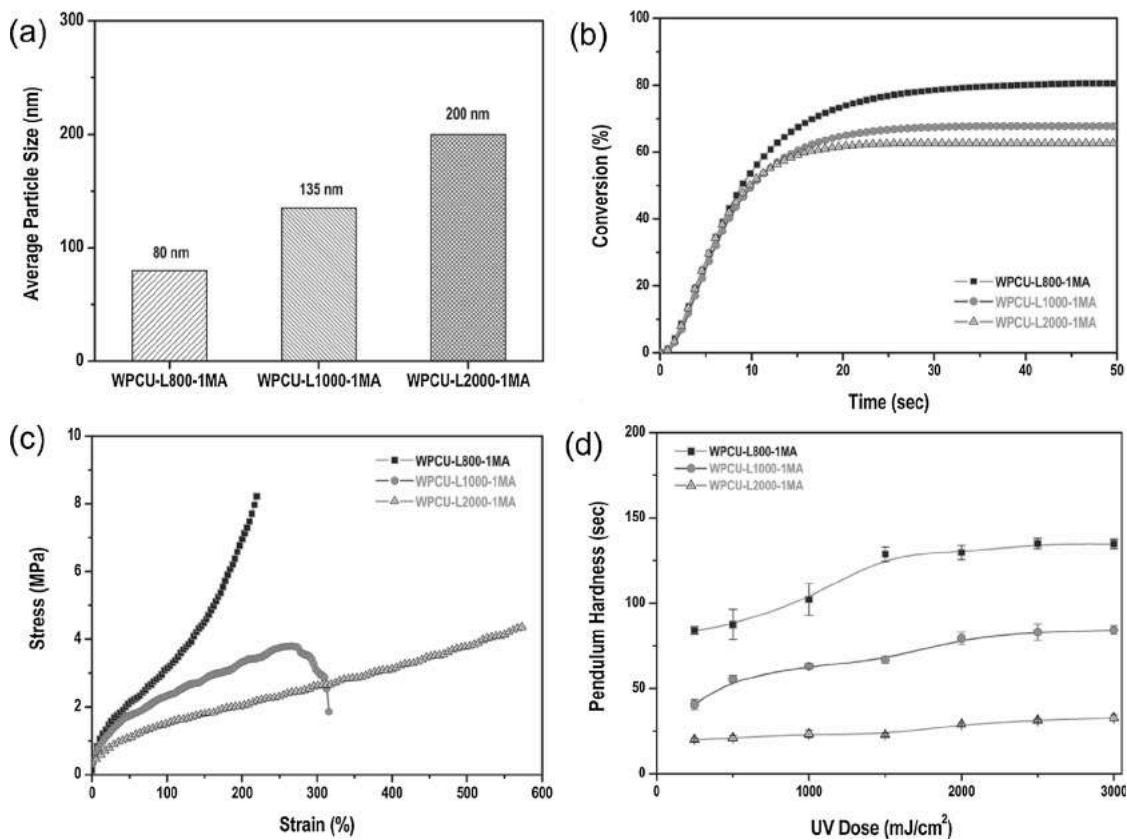 (a)
300
200
100
0
Average Particle Size (nm)
80 nm
135 nm
200 nm
WPCU-L800-1MA
WPCU-L1000-1MA
WPCU-L2000-1MA
(b)
100
80
60
40
20
0
Conversion (%)
WPCU-L800-1MA
WPCU-L1000-1MA
WPCU-L2000-1MA
0 10 20 30 40 50
Time (sec)
(c)
10
8
6
4
2
0
Stress (MPa)
WPCU-L800-1MA
WPCU-L1000-1MA
WPCU-L2000-1MA
0 100 200 300 400 500 600
Strain (%)
(d)
200
150
100
50
0
Pendulum Hardness (sec)
WPCU-L800-1MA
WPCU-L1000-1MA
WPCU-L2000-1MA
0 1000 2000 3000
UV Dose (mJ/cm²)